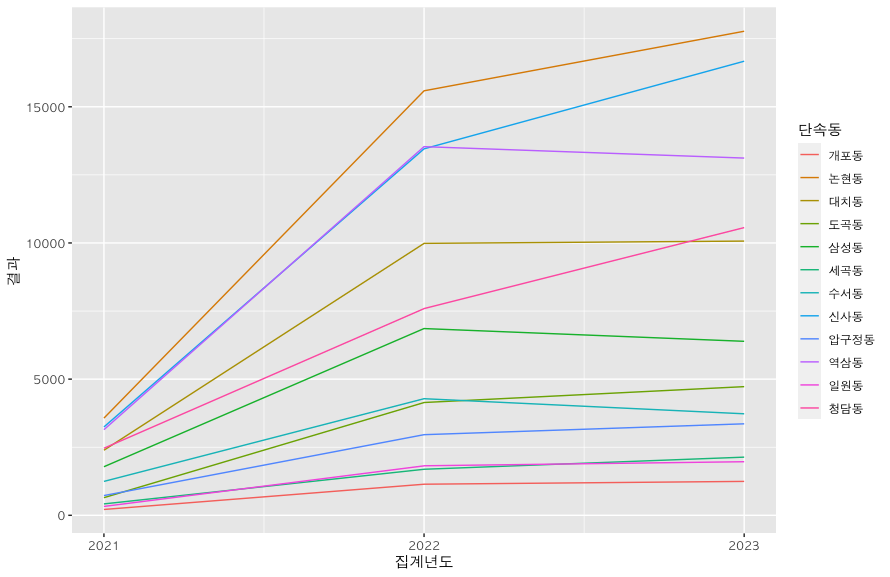 15000
10000
5000
0
결과
2021
2022
2023
집계년도
단속동
개포동
논현동
대치동
도곡동
삼성동
세곡동
수서동
신사동
압구정동
역삼동
일원동
청담동